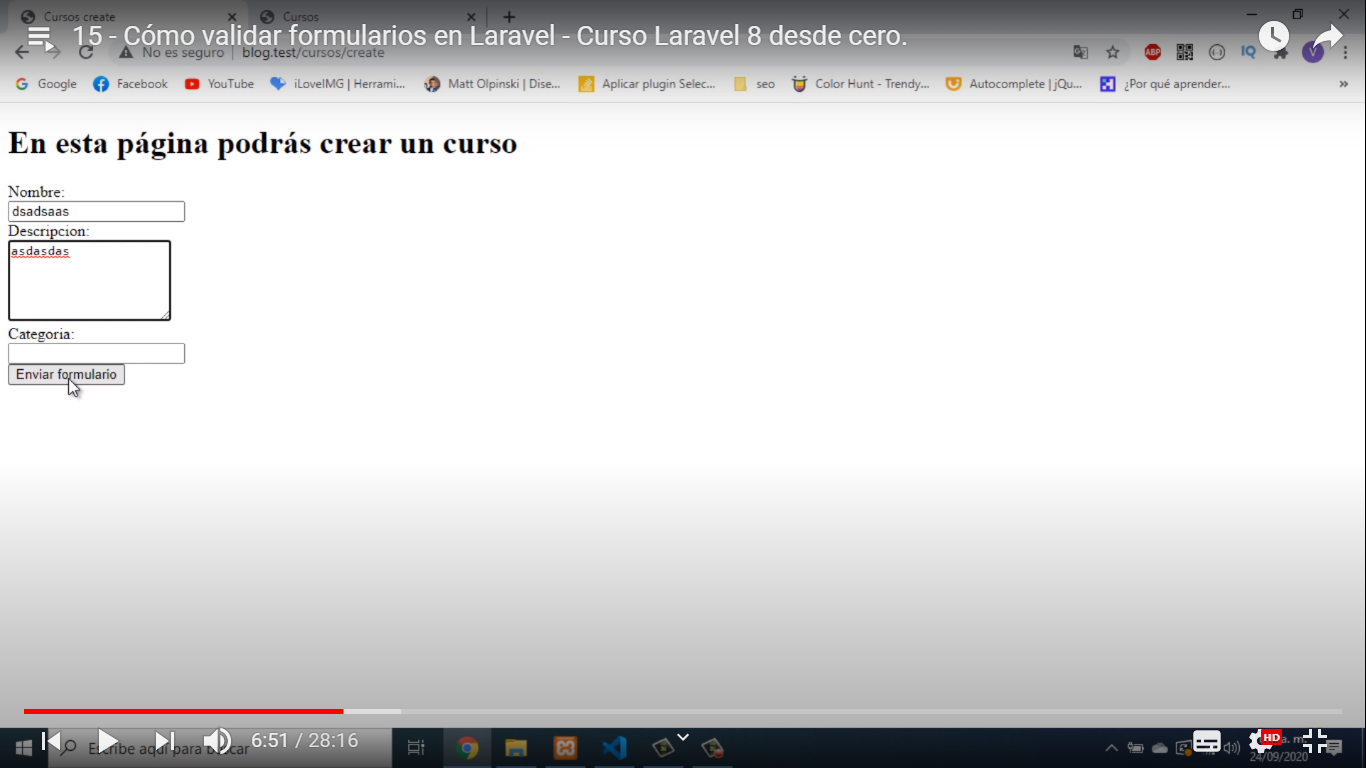 Cursos create
Cursos
15 - Cómo validar formularios en Laravel - Curso Laravel 8 desde cero.
No es seguro
blog.test/cursos/create
ABP
IQ
V
Google
Facebook
YouTube
iLoveIMG | Herrami...
Matt Olpinski | Dise...
Aplicar plugin Selec...
seo
Color Hunt - Trendy...
Autocomplete | jQu...
¿Por qué aprender...
»
En esta página podrás crear un curso
Nombre:
dsadsaas
Descripcion:
asdasdas
Categoria:
Enviar formulario
6:51 / 28:16
Escribe aquí para buscar
HD
a. m.
24/09/2020